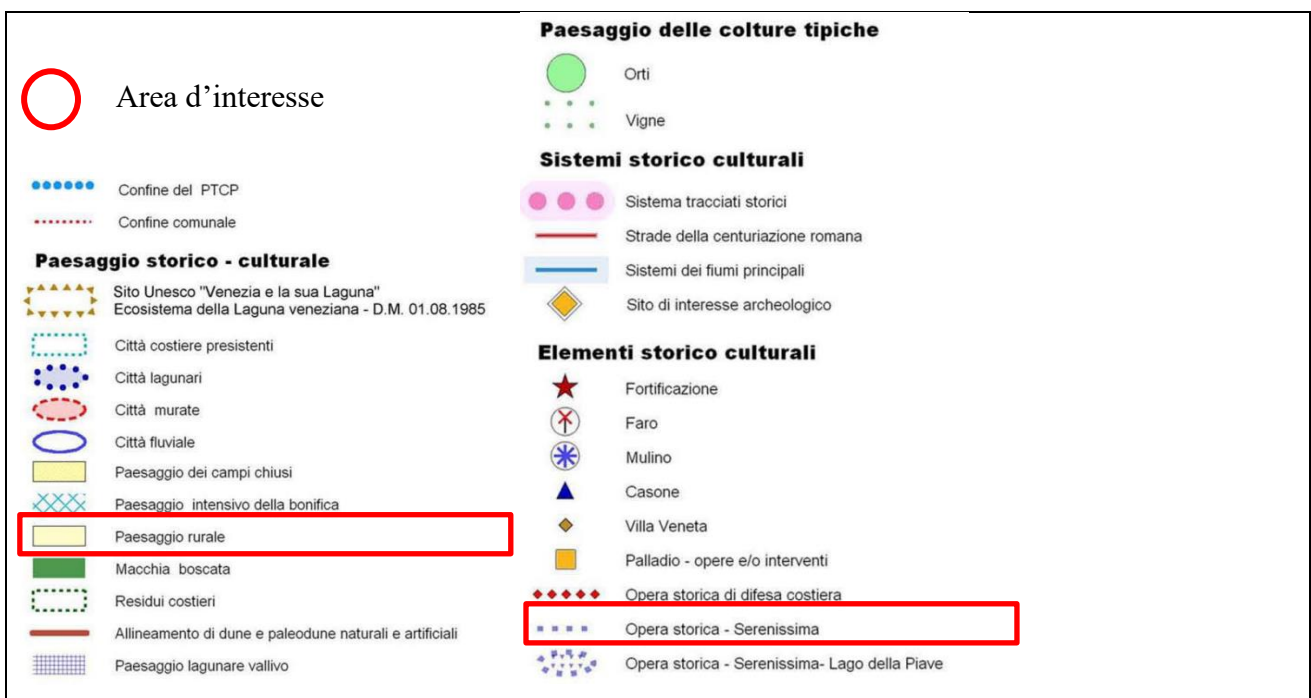 Area d’interesse
Confine del PTCP
Confine comunale
Paesaggio storico - culturale
Sito Unesco "Venezia e la sua Laguna"
Ecosistema della Laguna veneziana - D.M. 01.08.1985
Città costiere presistenti
Città lagunari
Città murate
Città fluviale
Paesaggio dei campi chiusi
Paesaggio intensivo della bonifica
Paesaggio rurale
Macchia boscata
Residui costieri
Allineamento di dune e paleodune naturali e artificiali
Paesaggio lagunare vallivo
Paesaggio delle colture tipiche
Orti
Vigne
Sistemi storico culturali
Sistema tracciati storici
Strade della centuriazione romana
Sistemi dei fiumi principali
Sito di interesse archeologico
Elementi storico culturali
Fortificazione
Faro
Mulino
Casone
Villa Veneta
Palladio - opere e/o interventi
Opera storica di difesa costiera
Opera storica - Serenissima
Opera storica - Serenissima- Lago della Piave